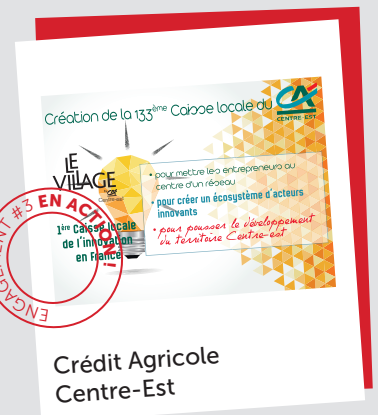 Création de la 133ème Caisse locale du
CA
CENTRE-EST
LE
VILLAGE
by CA
Centre-est
• pour mettre les entrepreneurs au
centre d'un réseau
• pour créer un écosystème d'acteurs
innovants
• pour pousser le développement
du territoire Centre-est
1ère Caisse locale
de l'innovation
en France
ENGAGEMENT #3 EN ACTION!
Crédit Agricole
Centre-Est